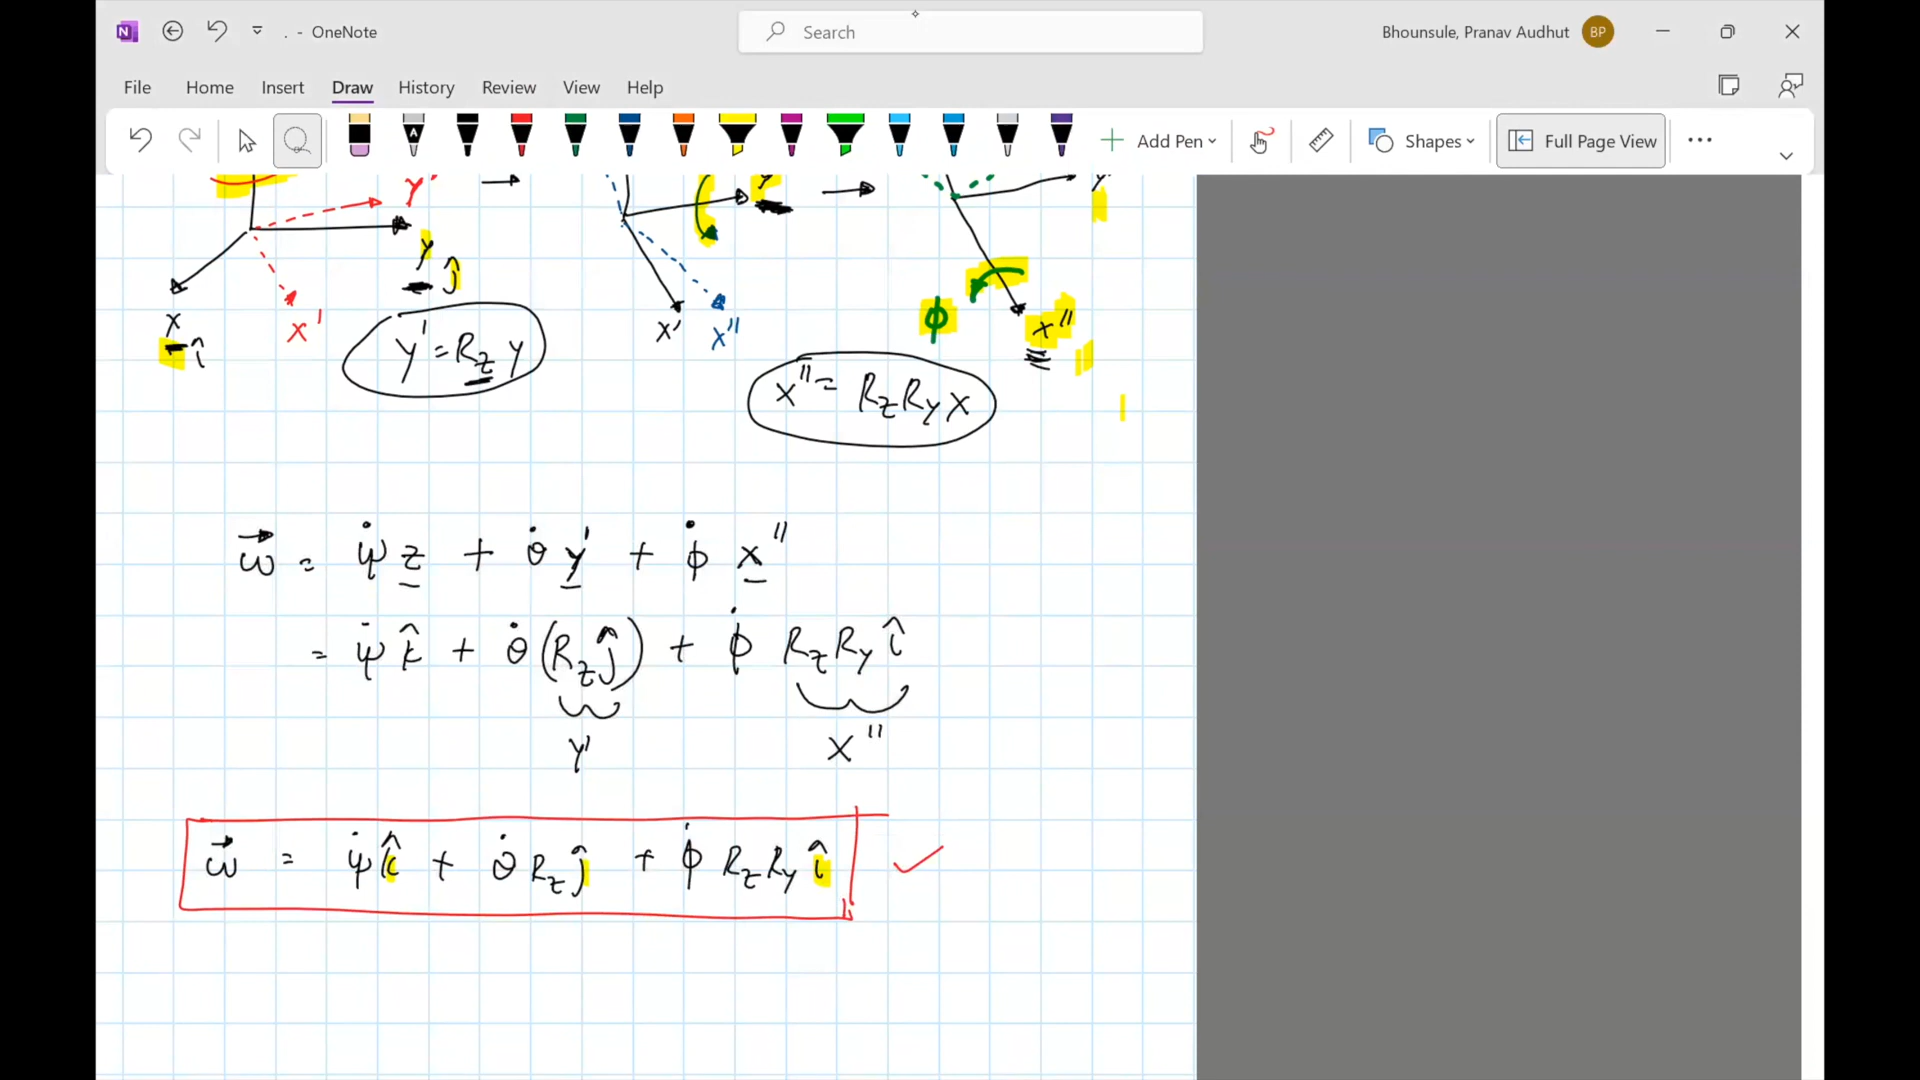 . - OneNote
Search
Bhounsule, Pranav Audhut
BP
File Home Insert Draw History Review View Help
A
Add Pen
Shapes
Full Page View
y'
y
ĵ
x
î
x'
y' = R_z y
y
x'
x''
ϕ
x''
x'' = R_z R_y x
ω⃗ = ψ̇ z + θ̇ y' + ϕ̇ x''
= ψ̇ k̂ + θ̇ (R_z ĵ) + ϕ̇ R_z R_y î
y'
x''
ω⃗ = ψ̇ k̂ + θ̇ R_z ĵ + ϕ̇ R_z R_y î